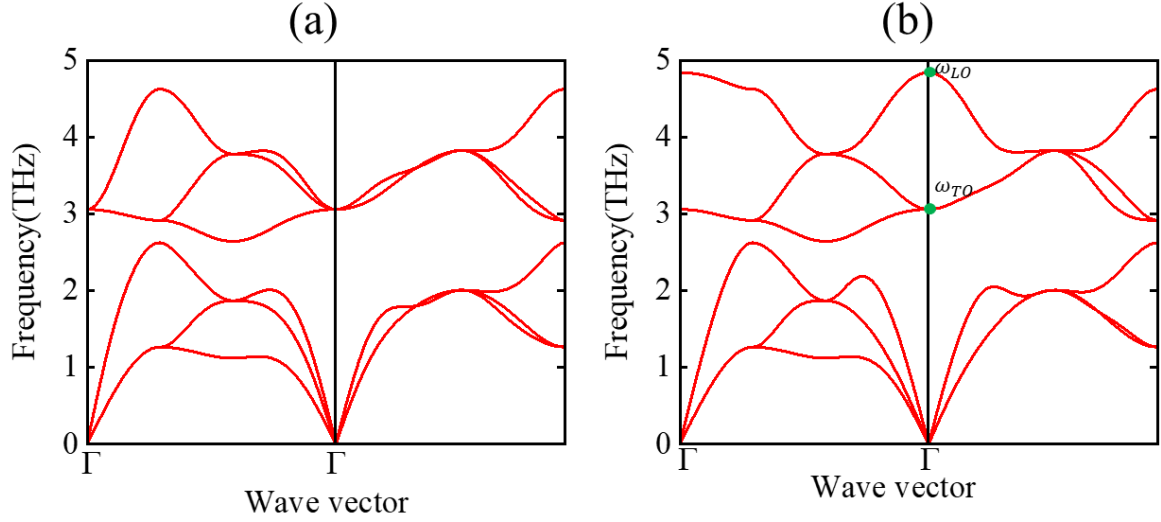 (a)
5
4
3
2
1
0
Frequency(THz)
Γ
Γ
Wave vector
(b)
5
4
3
2
1
0
Frequency(THz)
ω_LO
ω_TO
Γ
Γ
Wave vector